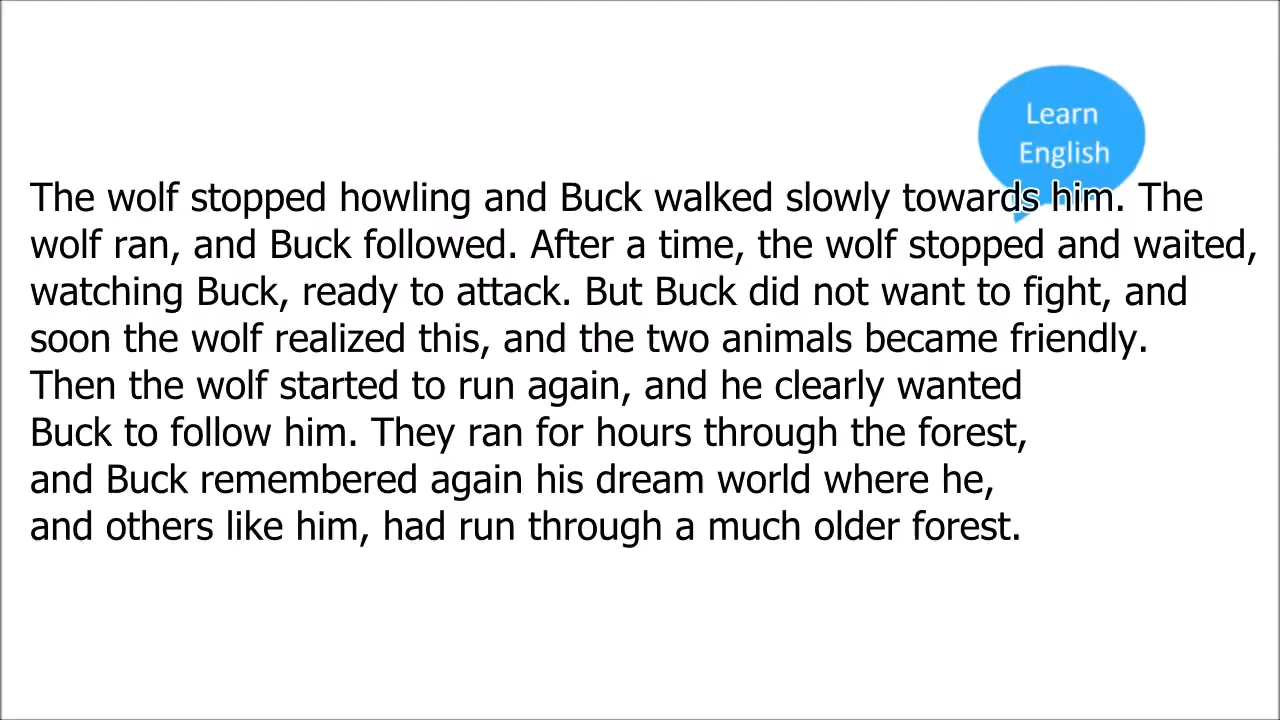 Learn
English
The wolf stopped howling and Buck walked slowly towards him. The
wolf ran, and Buck followed. After a time, the wolf stopped and waited,
watching Buck, ready to attack. But Buck did not want to fight, and
soon the wolf realized this, and the two animals became friendly.
Then the wolf started to run again, and he clearly wanted
Buck to follow him. They ran for hours through the forest,
and Buck remembered again his dream world where he,
and others like him, had run through a much older forest.